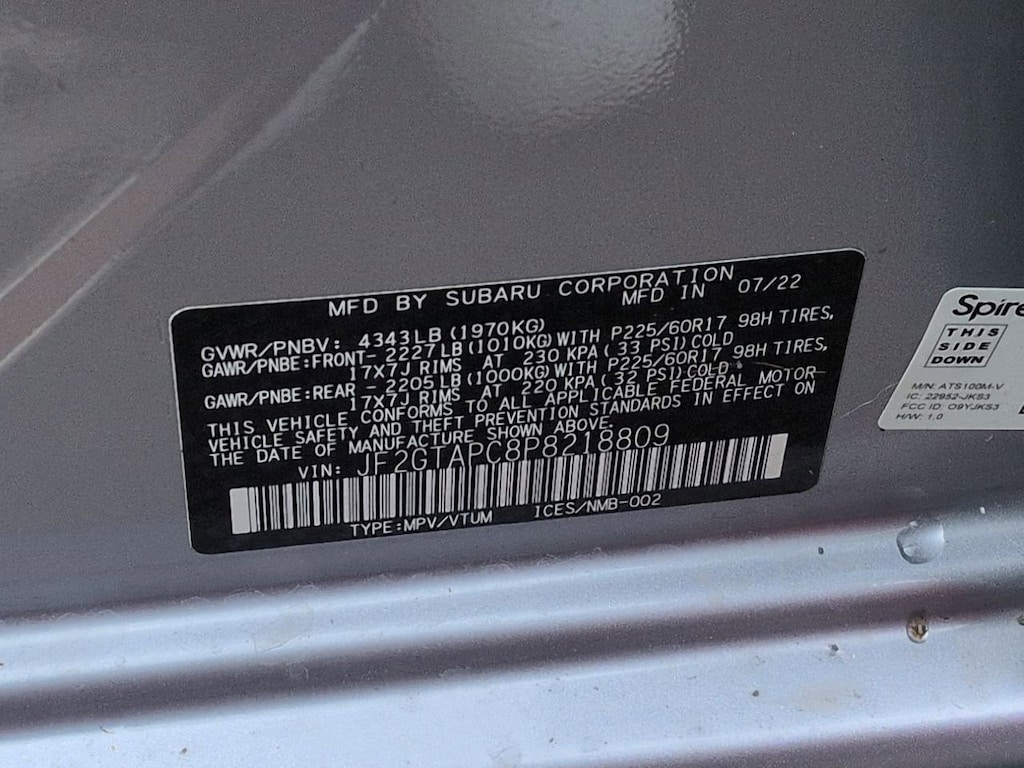 MFD BY SUBARU CORPORATION
MFD IN 07/22
GVWR/PNBV: 4343LB(1970KG)
GAWR/PNBE:FRONT- 2227LB(1010KG)WITH P225/60R17 98H TIRES,
17X7J RIMS AT 230 KPA( 33 PSI)COLD
GAWR/PNBE:REAR - 2205LB(1000KG)WITH P225/60R17 98H TIRES,
17X7J RIMS AT 220 KPA( 32 PSI)COLD.
THIS VEHICLE CONFORMS TO ALL APPLICABLE FEDERAL MOTOR
VEHICLE SAFETY AND THEFT PREVENTION STANDARDS IN EFFECT ON
THE DATE OF MANUFACTURE SHOWN ABOVE.
VIN: JF2GTAPC8P8218809
TYPE:MPV/VTUM ICES/NMB-002
Spire
THIS
SIDE
DOWN
M/N: ATS100M-V
IC: 22952-JKS3
FCC ID: O9YJKS3
H/W: 1.0